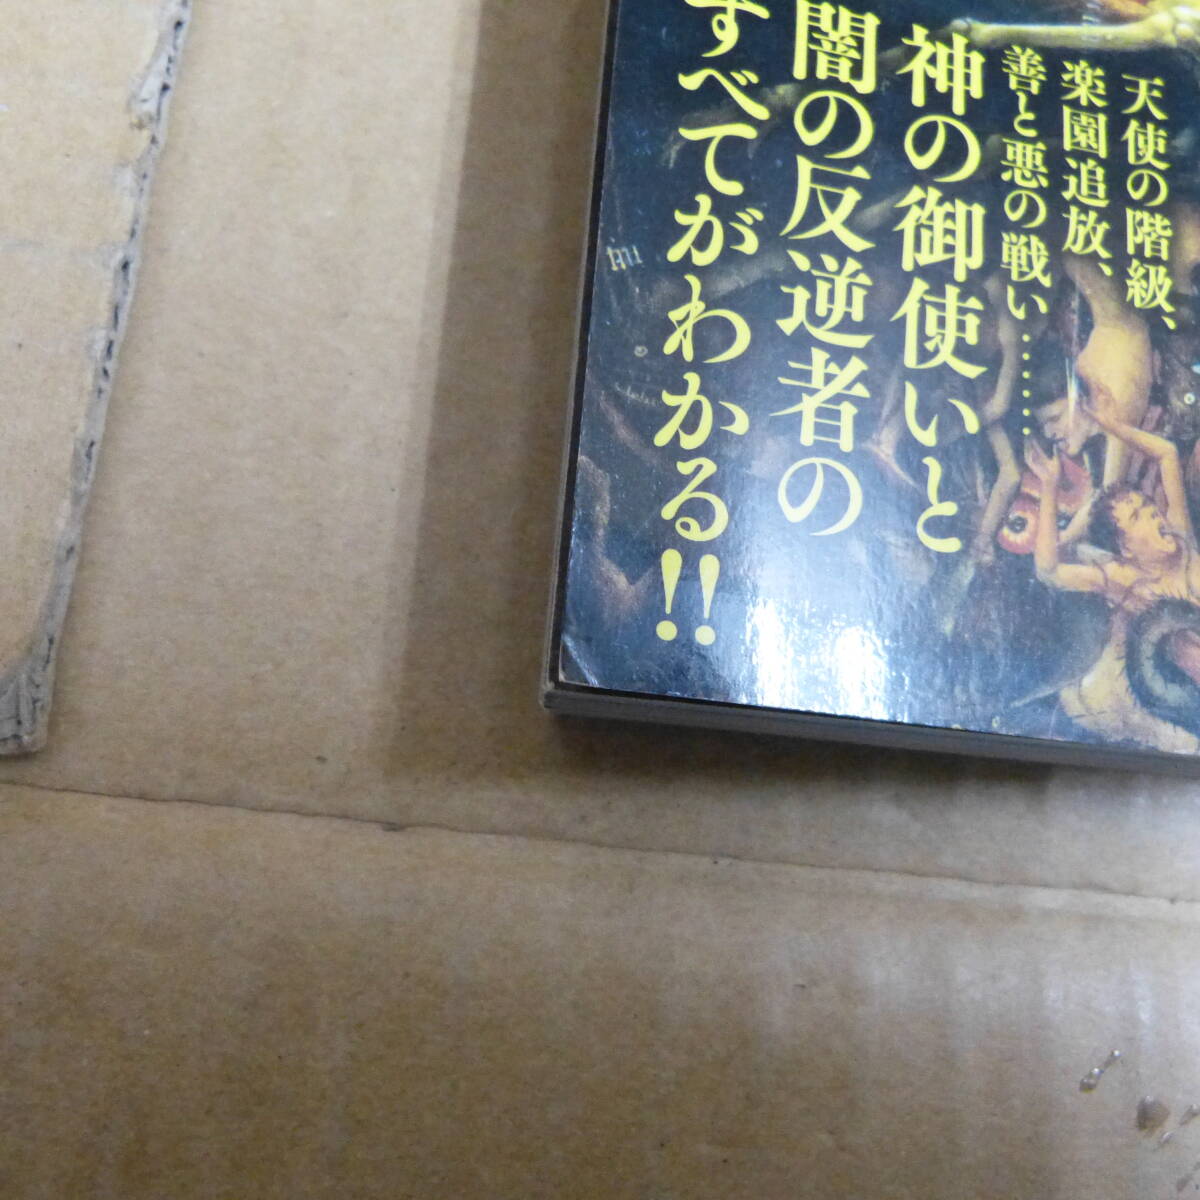 天使の階級、
楽園追放、
善と悪の戦い……
神の御使いと
闇の反逆者の
すべてがわかる!!